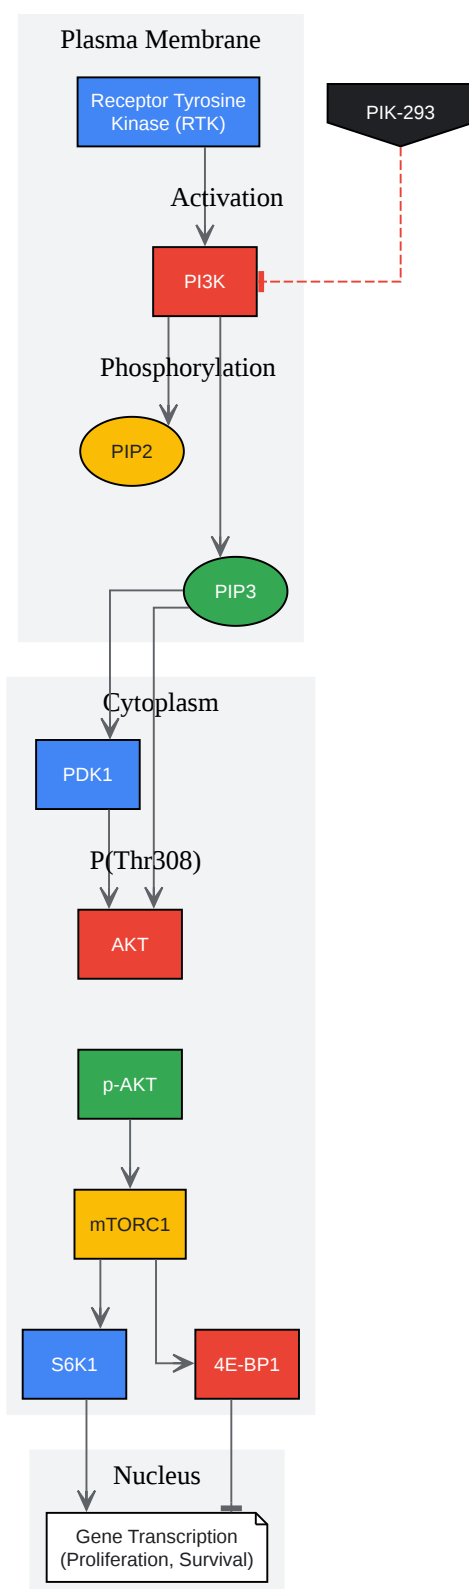 Plasma Membrane
Receptor Tyrosine
Kinase (RTK)
PIK-293
Activation
PI3K
Phosphorylation
PIP2
PIP3
Cytoplasm
PDK1
P(Thr308)
AKT
p-AKT
mTORC1
S6K1
4E-BP1
Nucleus
Gene Transcription
(Proliferation, Survival)